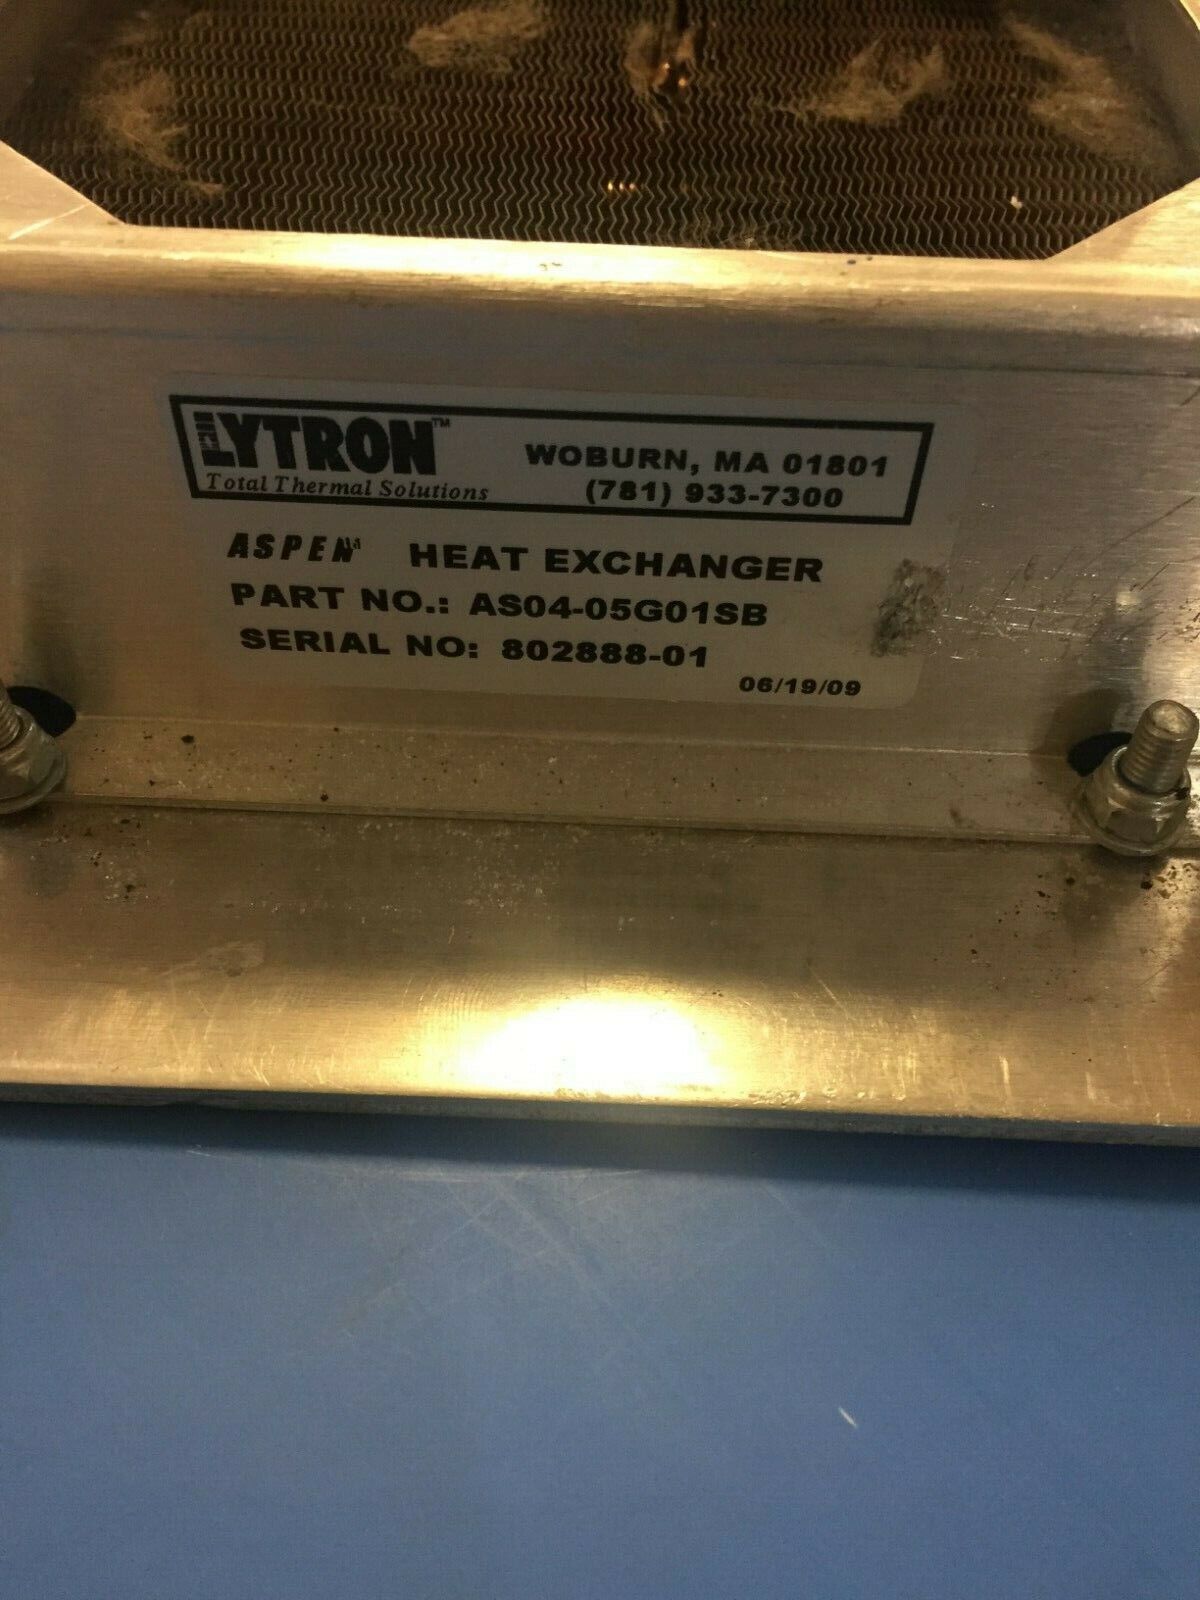 LYTRON™
Total Thermal Solutions
WOBURN, MA 01801
(781) 933-7300
ASPEN HEAT EXCHANGER
PART NO.: AS04-05G01SB
SERIAL NO: 802888-01
06/19/09